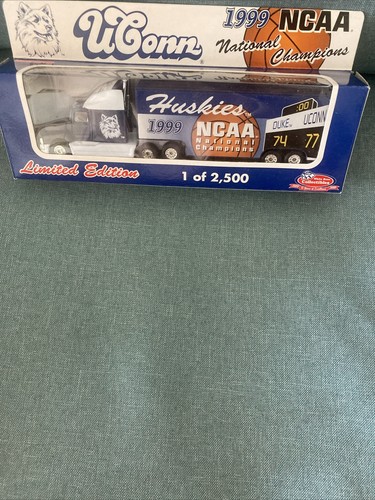 UConn
1999 NCAA
National Champions
Huskies
1999
NCAA
National
Champions
:00
DUKE UCONN
74 77
Limited Edition
1 of 2,500
Collectibles